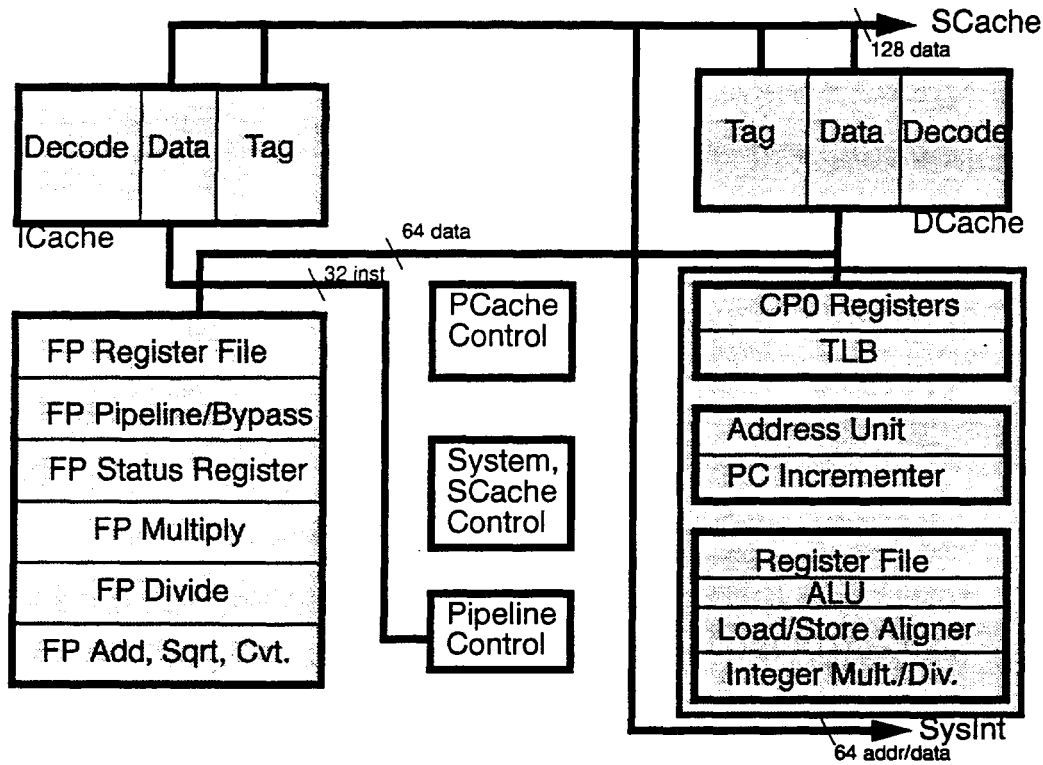 SCache
128 data
Decode Data Tag
Tag Data Decode
ICache
DCache
64 data
32 inst
PCache
Control
CP0 Registers
TLB
FP Register File
FP Pipeline/Bypass
FP Status Register
FP Multiply
FP Divide
FP Add, Sqrt, Cvt.
System,
SCache
Control
Pipeline
Control
Address Unit
PC Incrementer
Register File
ALU
Load/Store Aligner
Integer Mult./Div.
SysInt
64 addr/data